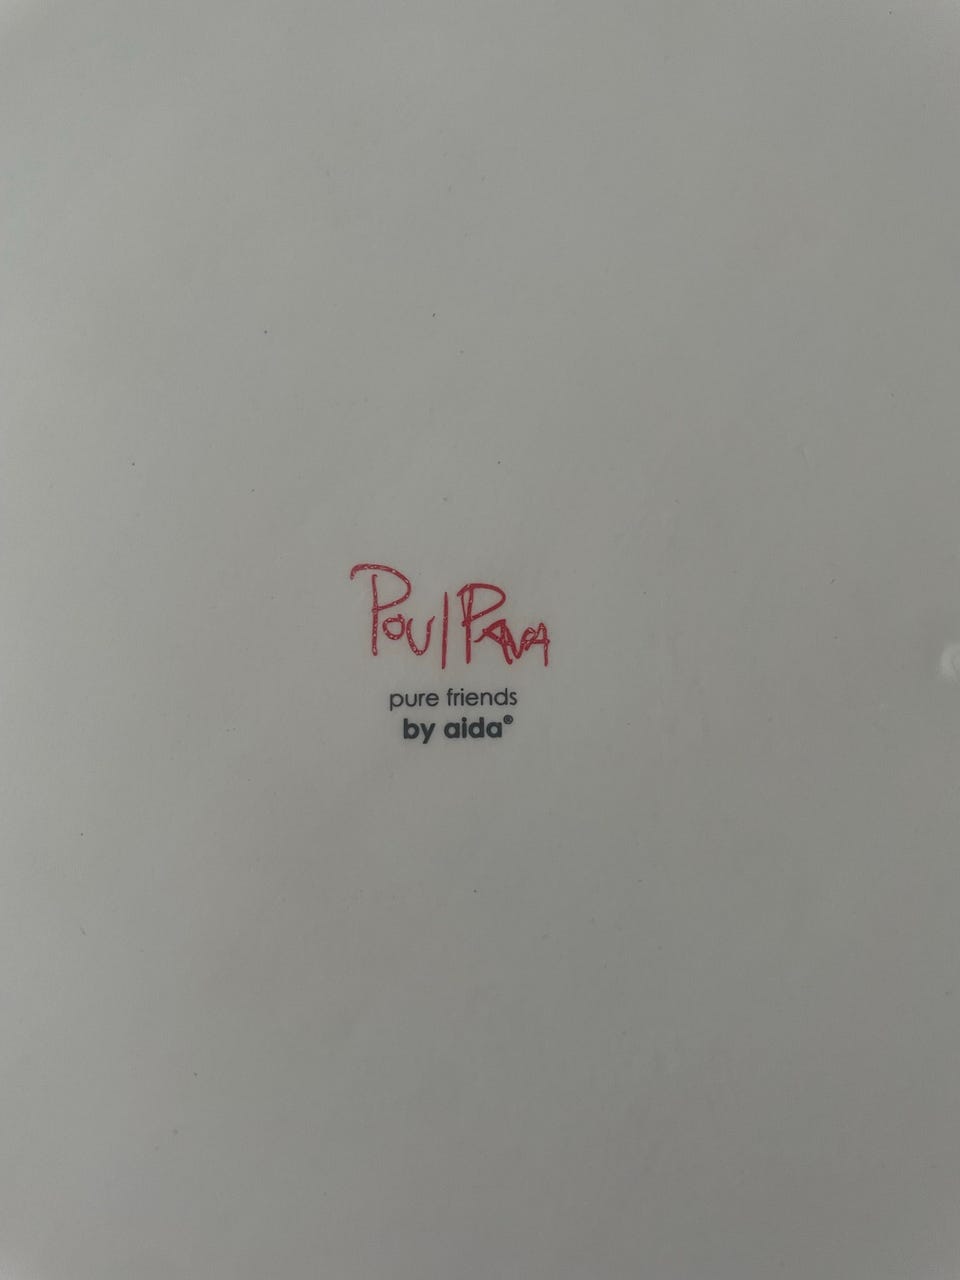 Poul Pava
pure friends
by aida®